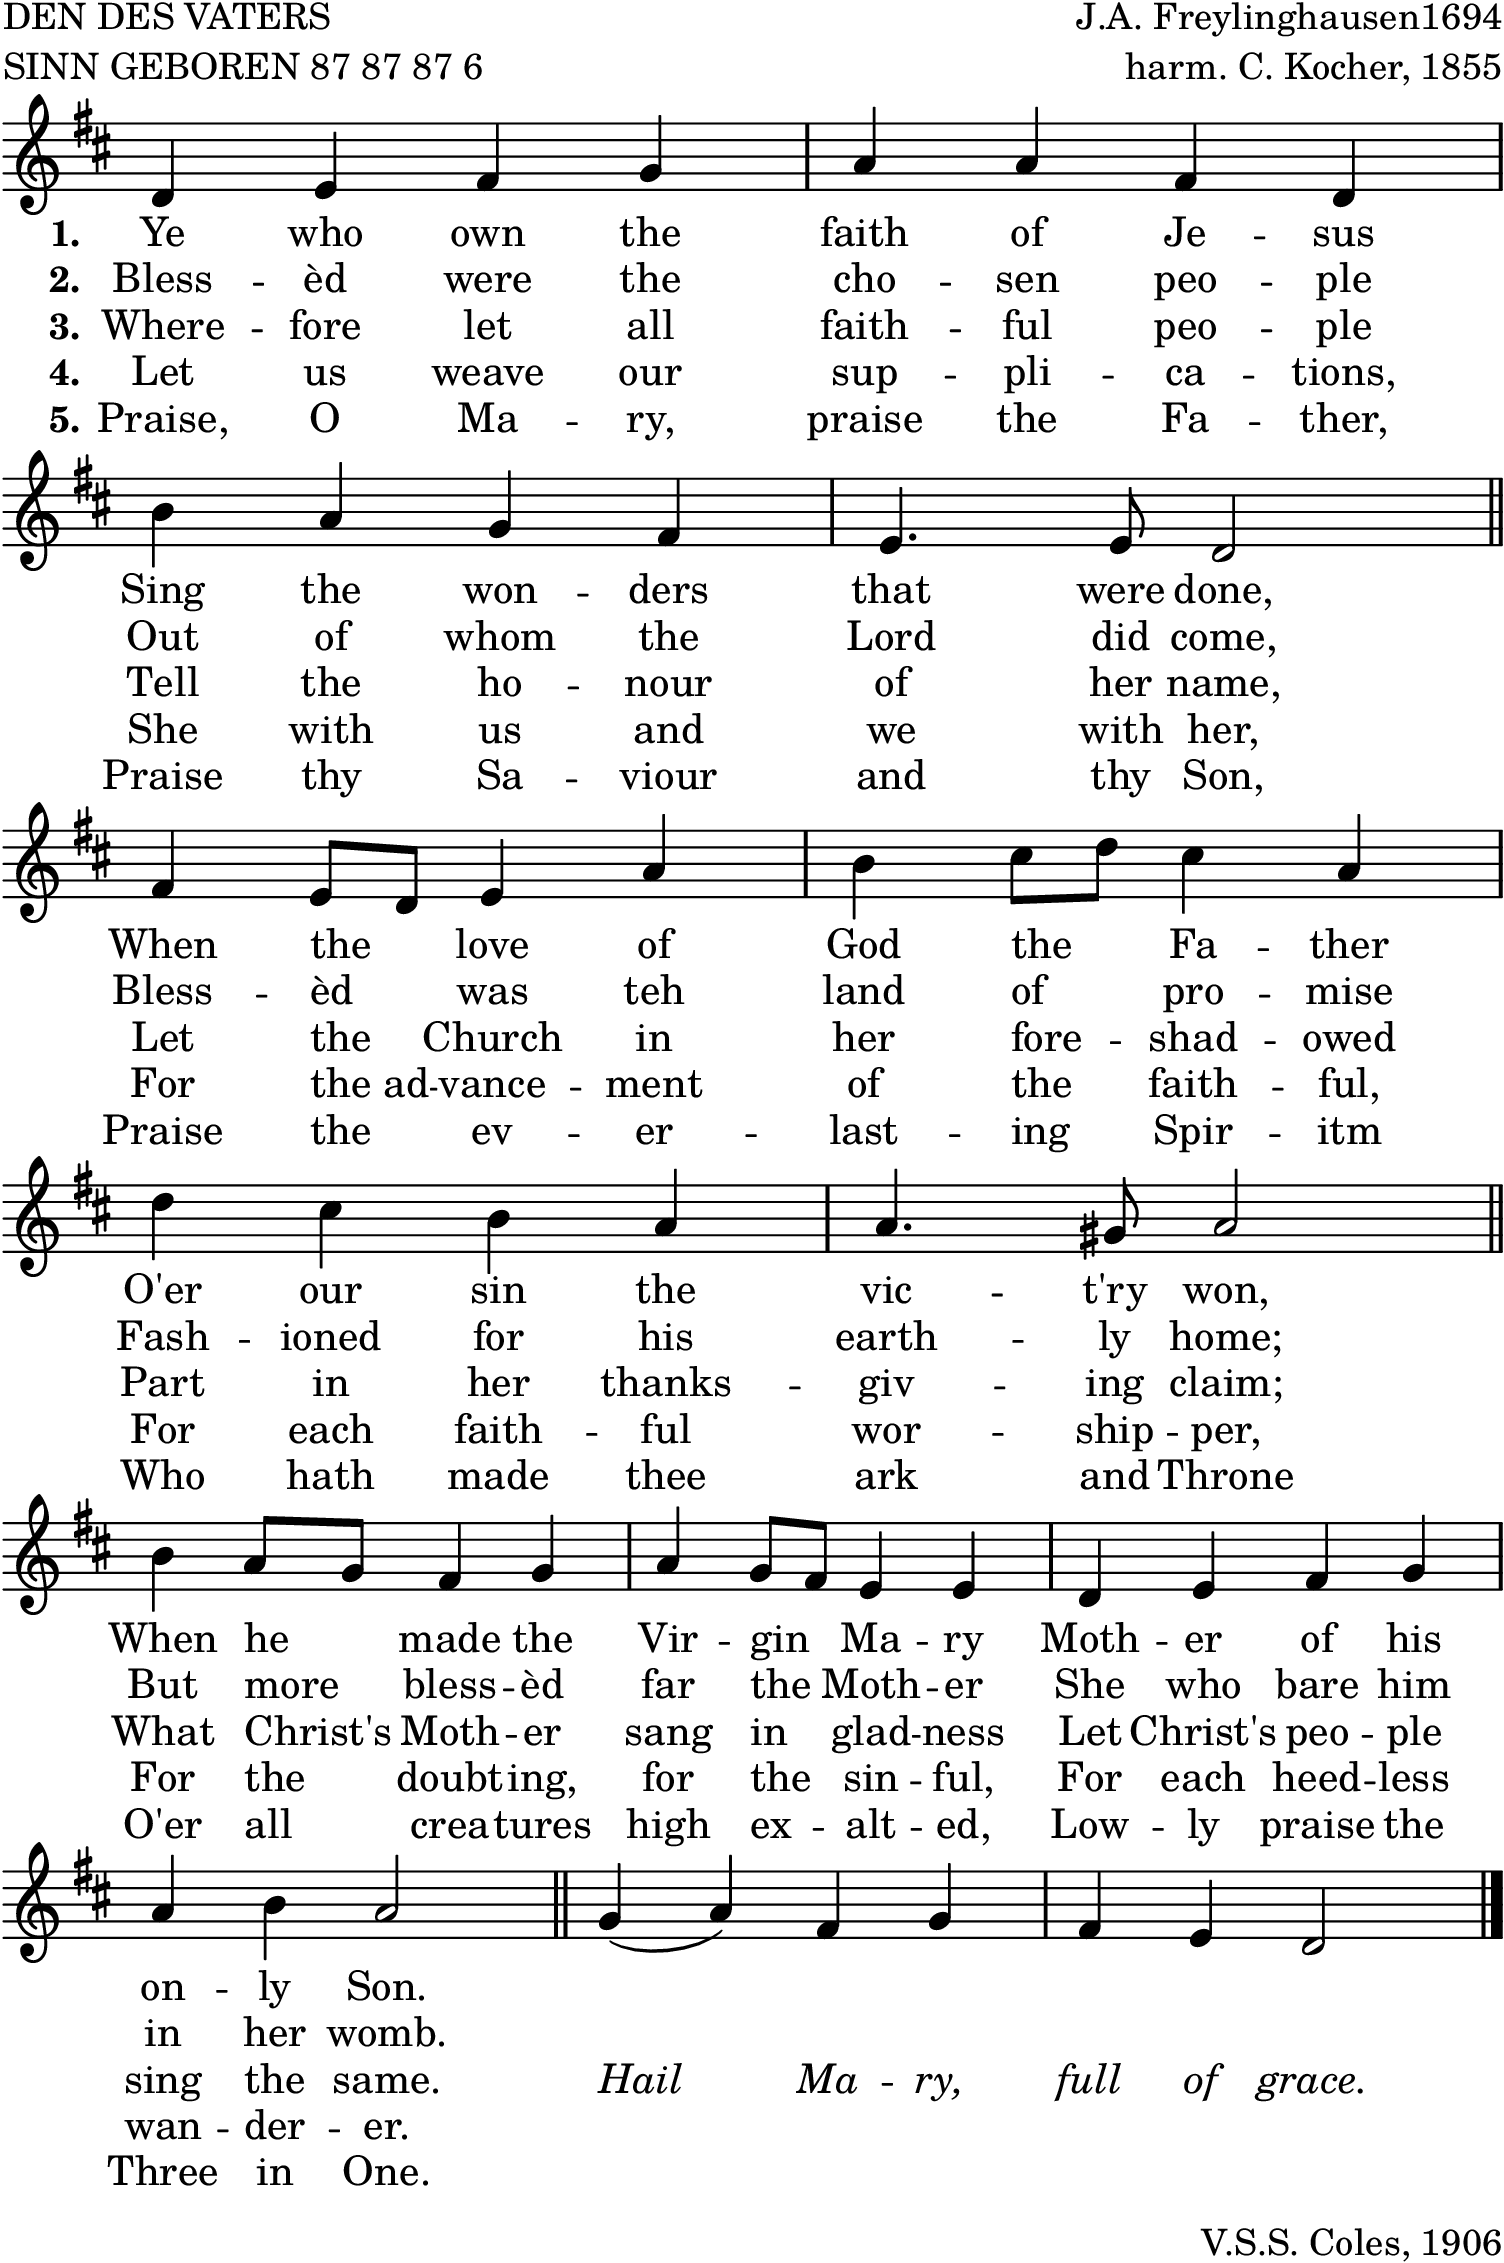 DEN DES VATERS
J.A. Freylinghausen1694
SINN GEBOREN 87 87 87 6
harm. C. Kocher, 1855
1. Ye who own the faith of Je - sus
2. Bless - èd were the cho - sen peo - ple
3. Where - fore let all faith - ful peo - ple
4. Let us weave our sup - pli - ca - tions,
5. Praise, O Ma - ry, praise the Fa - ther,
Sing the won - ders that were done,
Out of whom the Lord did come,
Tell the ho - nour of her name,
She with us and we with her,
Praise thy Sa - viour and thy Son,
When the love of God the Fa - ther
Bless - èd was teh land of pro - mise
Let the Church in her fore - shad - owed
For the ad - vance - ment of the faith - ful,
Praise the ev - er - last - ing Spir - itm
O'er our sin the vic - t'ry won,
Fash - ioned for his earth - ly home;
Part in her thanks - giv - ing claim;
For each faith - ful wor - ship - per,
Who hath made thee ark and Throne
When he made the Vir - gin Ma - ry Moth - er of his
But more bless - èd far the Moth - er She who bare him
What Christ's Moth - er sang in glad - ness Let Christ's peo - ple
For the doubt - ing, for the sin - ful, For each heed - less
O'er all crea - tures high ex - alt - ed, Low - ly praise the
on - ly Son.
in her womb.
sing the same. Hail Ma - ry, full of grace.
wan - der - er.
Three in One.
V.S.S. Coles, 1906